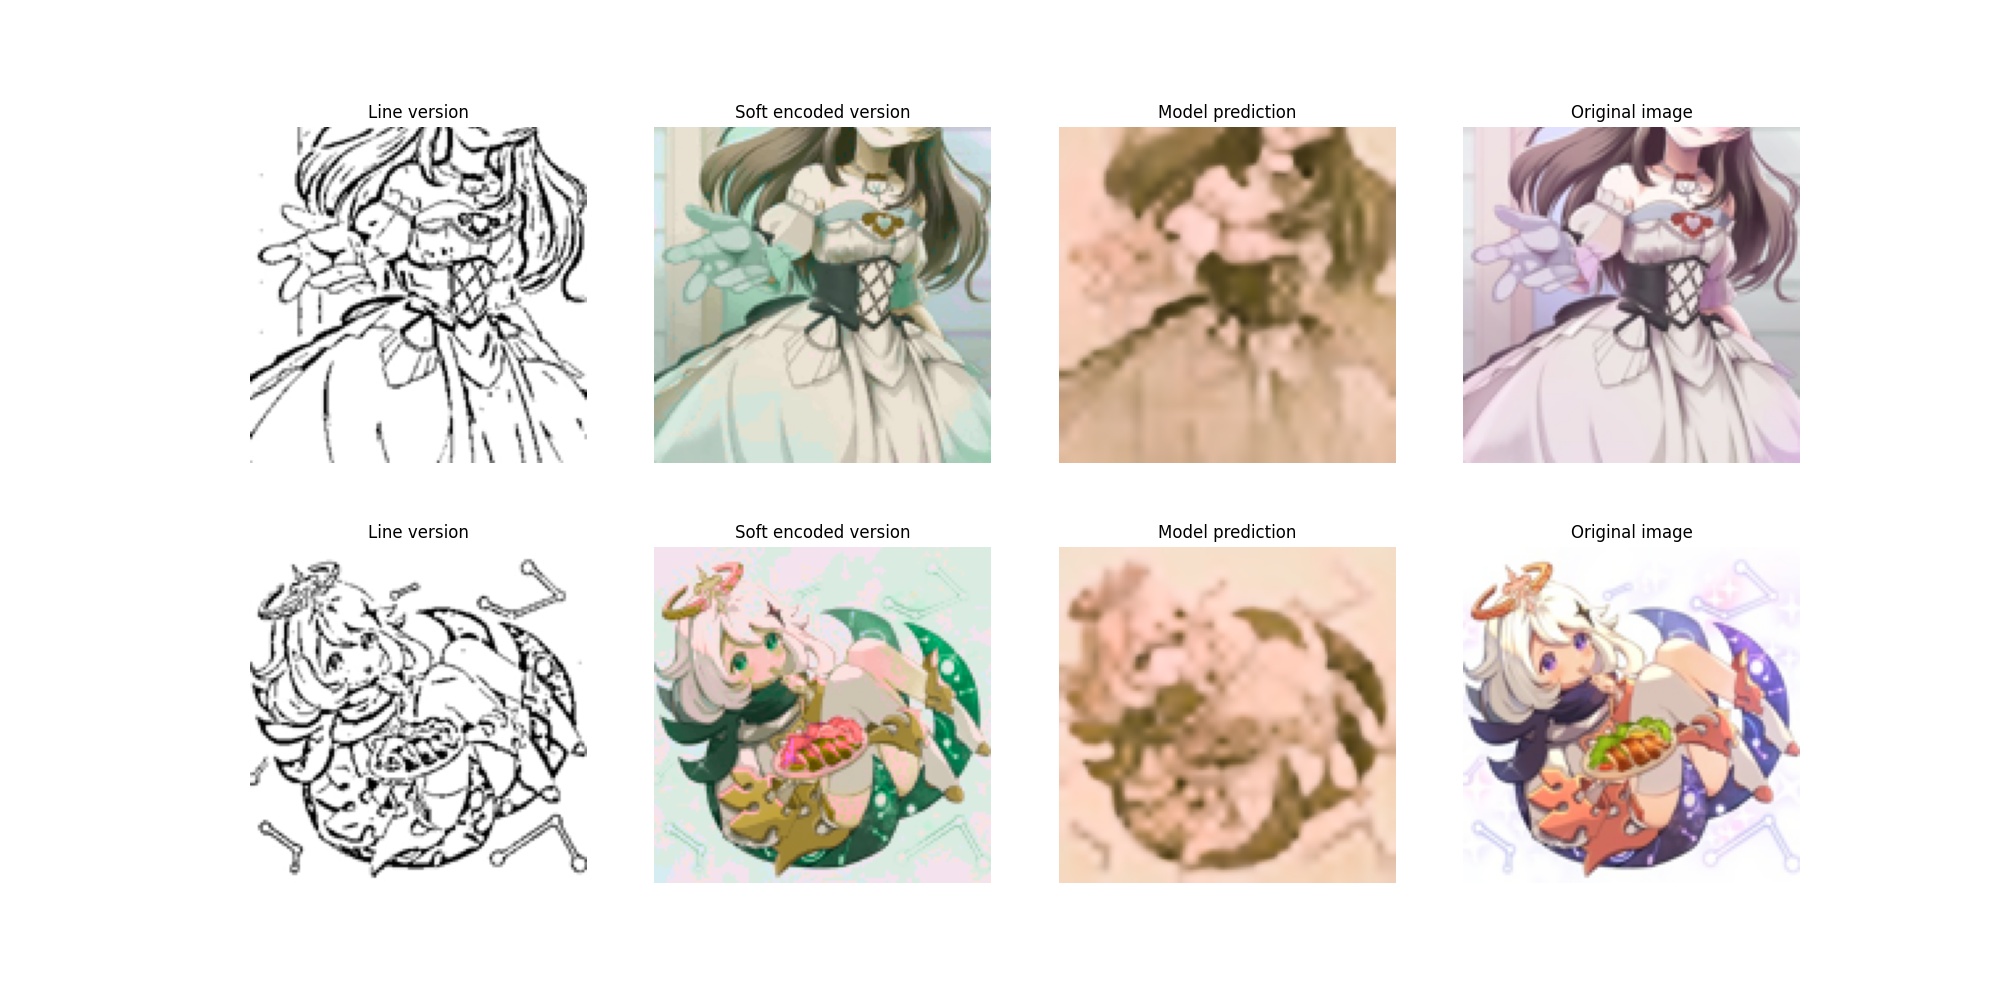 Line version
Soft encoded version
Model prediction
Original image
Line version
Soft encoded version
Model prediction
Original image